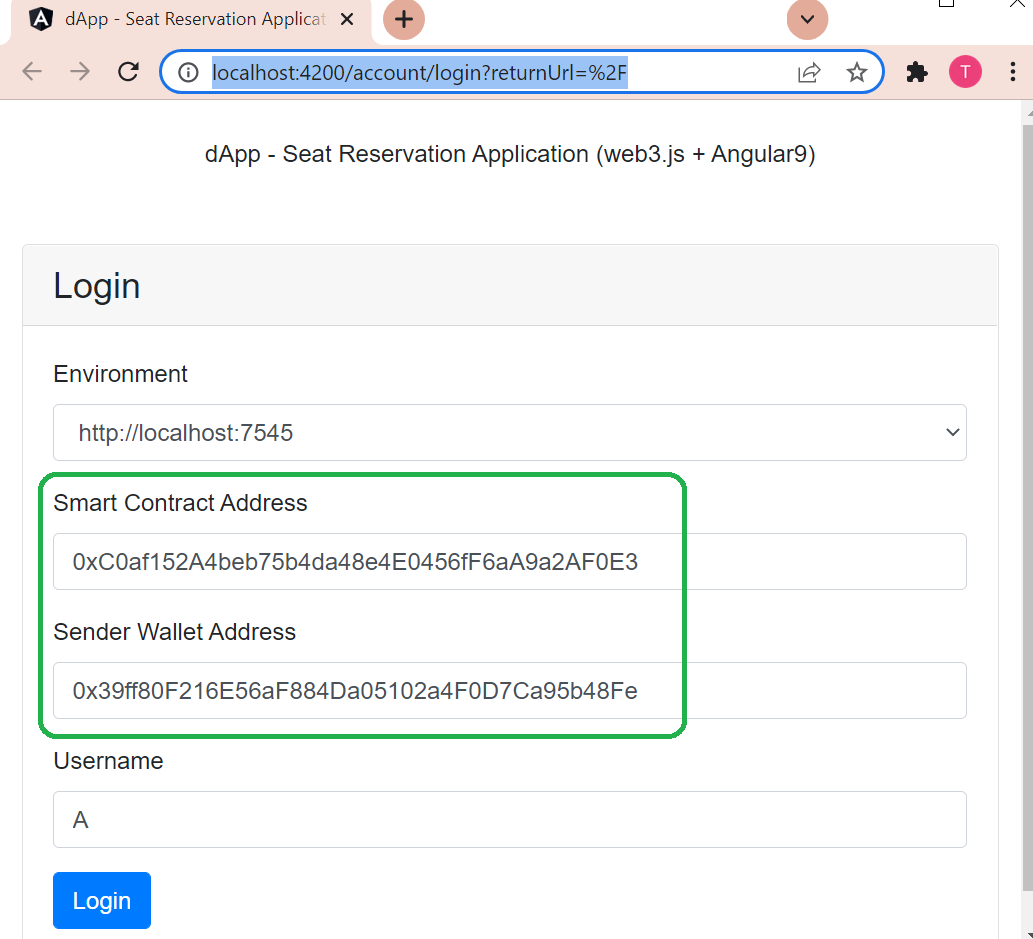 dApp - Seat Reservation Applicat
localhost:4200/account/login?returnUrl=%2F
T
dApp - Seat Reservation Application (web3.js + Angular9)
Login
Environment
http://localhost:7545
Smart Contract Address
0xC0af152A4beb75b4da48e4E0456fF6aA9a2AF0E3
Sender Wallet Address
0x39ff80F216E56aF884Da05102a4F0D7Ca95b48Fe
Username
A
Login